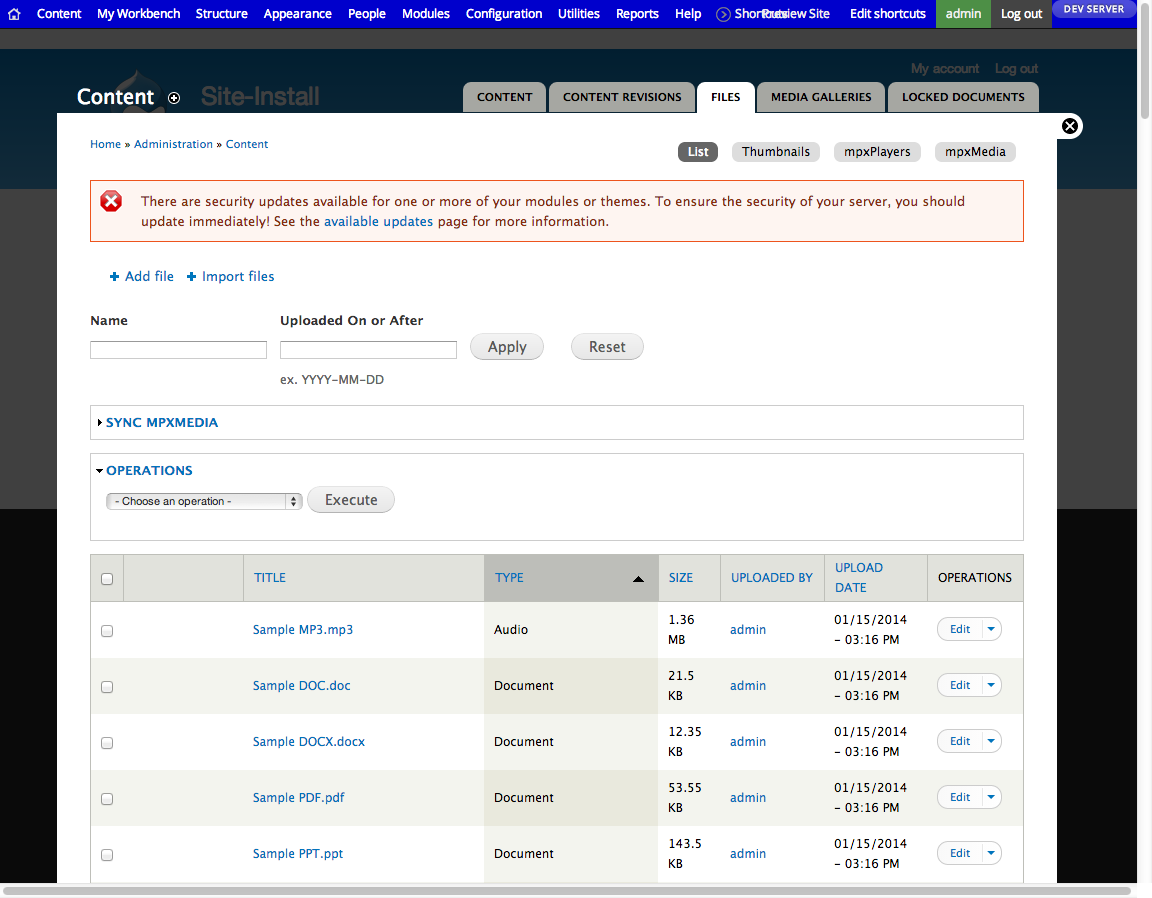 Content My Workbench Structure Appearance People Modules Configuration Utilities Reports Help Shortcuts Preview Site Edit shortcuts admin Log out DEV SERVER
My account Log out
Content Site-Install
CONTENT CONTENT REVISIONS FILES MEDIA GALLERIES LOCKED DOCUMENTS
Home » Administration » Content
List Thumbnails mpxPlayers mpxMedia
There are security updates available for one or more of your modules or themes. To ensure the security of your server, you should
update immediately! See the available updates page for more information.
Add file Import files
Name Uploaded On or After
Apply Reset
ex. YYYY-MM-DD
SYNC MPXMEDIA
OPERATIONS
- Choose an operation - Execute
TITLE TYPE SIZE UPLOADED BY UPLOAD DATE OPERATIONS
Sample MP3.mp3 Audio 1.36 MB admin 01/15/2014 - 03:16 PM Edit
Sample DOC.doc Document 21.5 KB admin 01/15/2014 - 03:16 PM Edit
Sample DOCX.docx Document 12.35 KB admin 01/15/2014 - 03:16 PM Edit
Sample PDF.pdf Document 53.55 KB admin 01/15/2014 - 03:16 PM Edit
Sample PPT.ppt Document 143.5 KB admin 01/15/2014 - 03:16 PM Edit